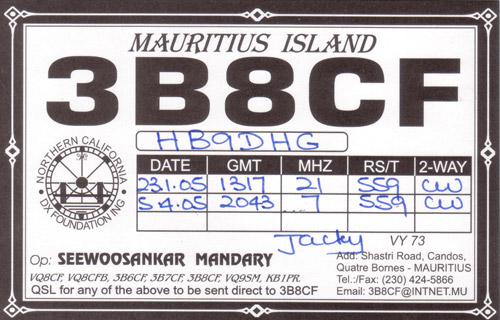 MAURITIUS ISLAND
3B8CF
HB9DHG
DATE GMT MHZ RS/T 2-WAY
23.1.05 1317 21 559 CW
5.4.05 2043 7 559 CW
NORTHERN CALIFORNIA
DX FOUNDATION INC
Jacky VY 73
Op: SEEWOOSANKAR MANDARY
VQ8CF, VQ8CFB, 3B6CF, 3B7CF, 3B8CF, VQ9SM, KB1PR.
QSL for any of the above to be sent direct to 3B8CF
Add: Shastri Road, Candos,
Quatre Bornes - MAURITIUS
Tel.:/Fax: (230) 424-5866
Email: 3B8CF@INTNET.MU